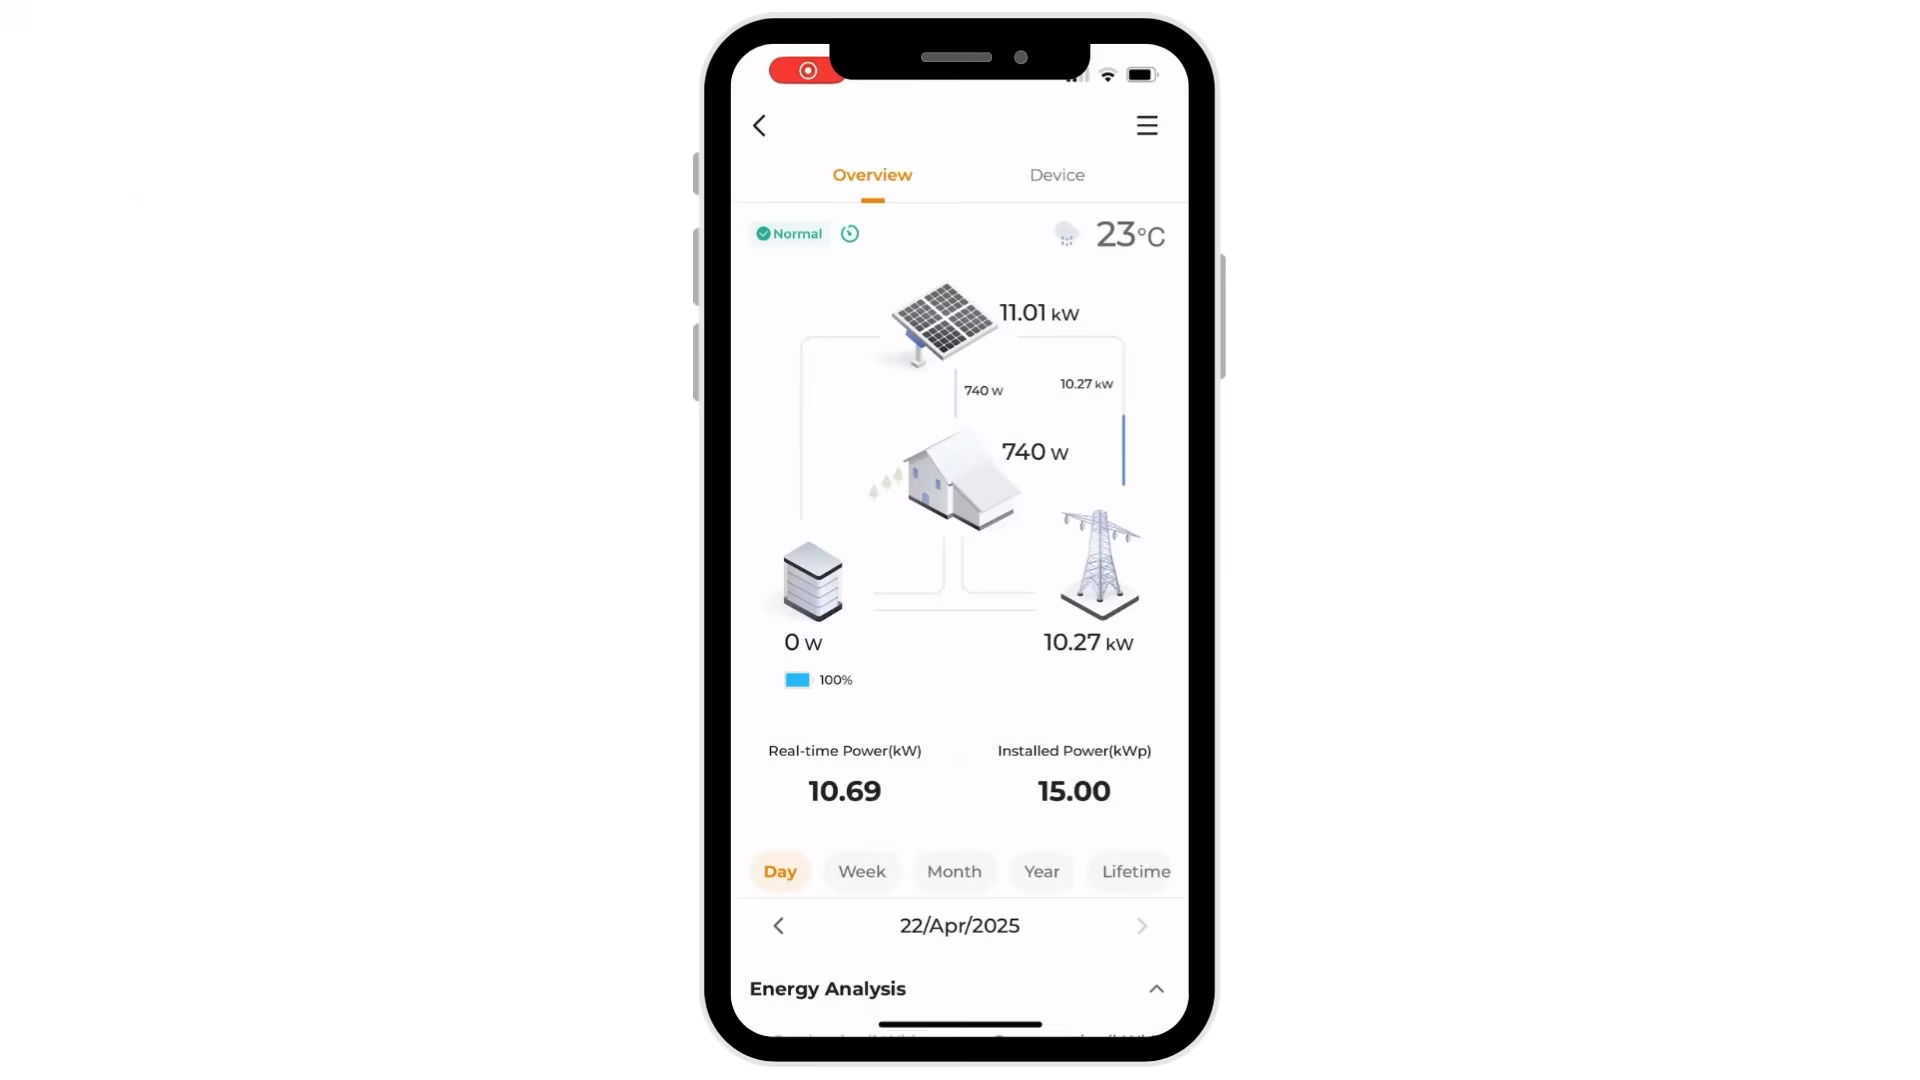 Overview Device
Normal 23°C
11.01 kW
740 W 10.27 kW
740 W
0 W 10.27 kW
100%
Real-time Power(kW) Installed Power(kWp)
10.69 15.00
Day Week Month Year Lifetime
22/Apr/2025
Energy Analysis